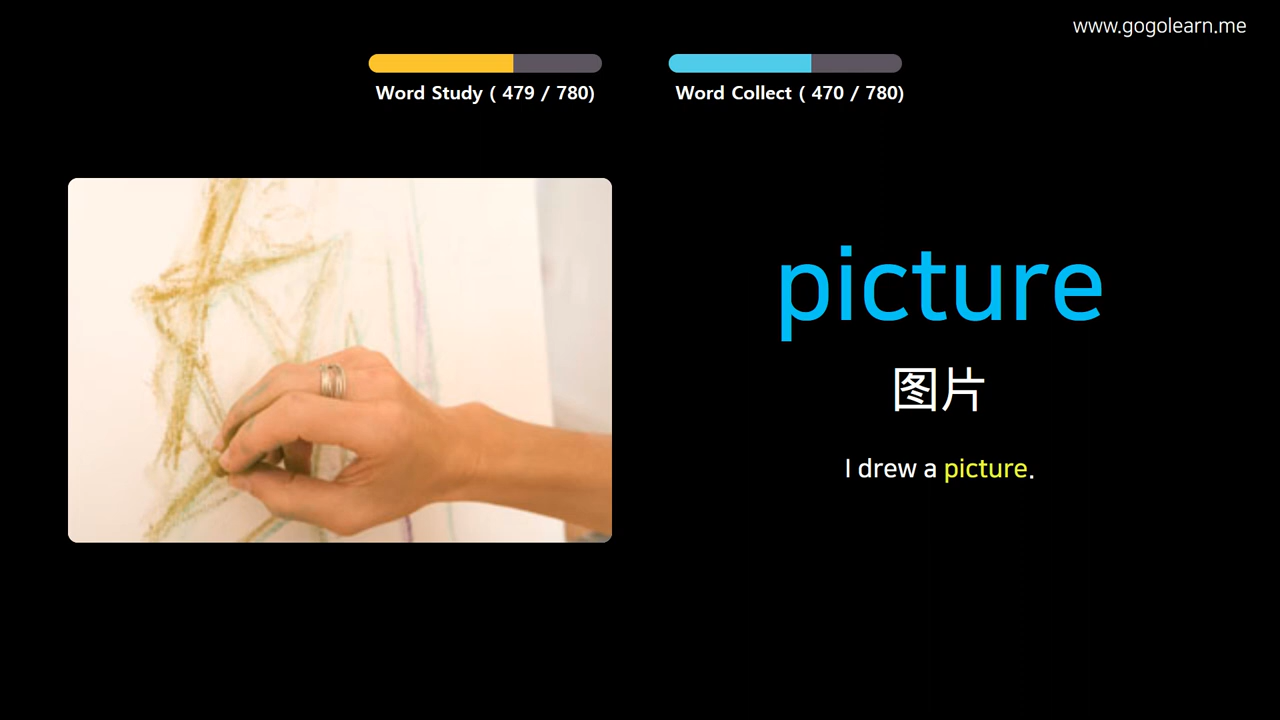 www.gogolearn.me
Word Study ( 479 / 780)
Word Collect ( 470 / 780)
picture
图片
I drew a picture.